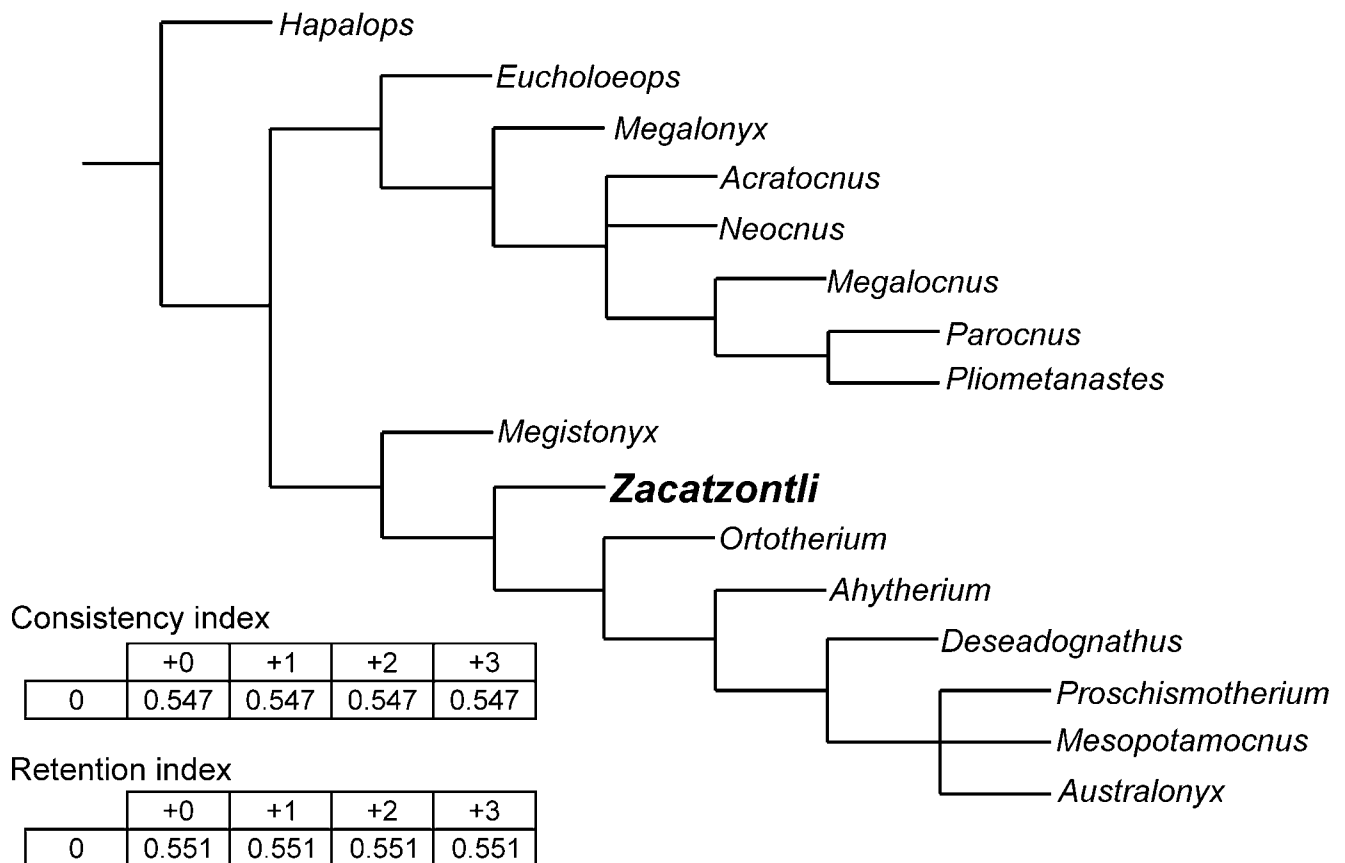 Hapalops
Eucholoeops
Megalonyx
Acratocnus
Neocnus
Megalocnus
Parocnus
Pliometanastes
Megistonyx
Zacatzontli
Ortotherium
Ahytherium
Deseadognathus
Proschismotherium
Mesopotamocnus
Australonyx
Consistency index
+0 +1 +2 +3
0 0.547 0.547 0.547 0.547
Retention index
+0 +1 +2 +3
0 0.551 0.551 0.551 0.551